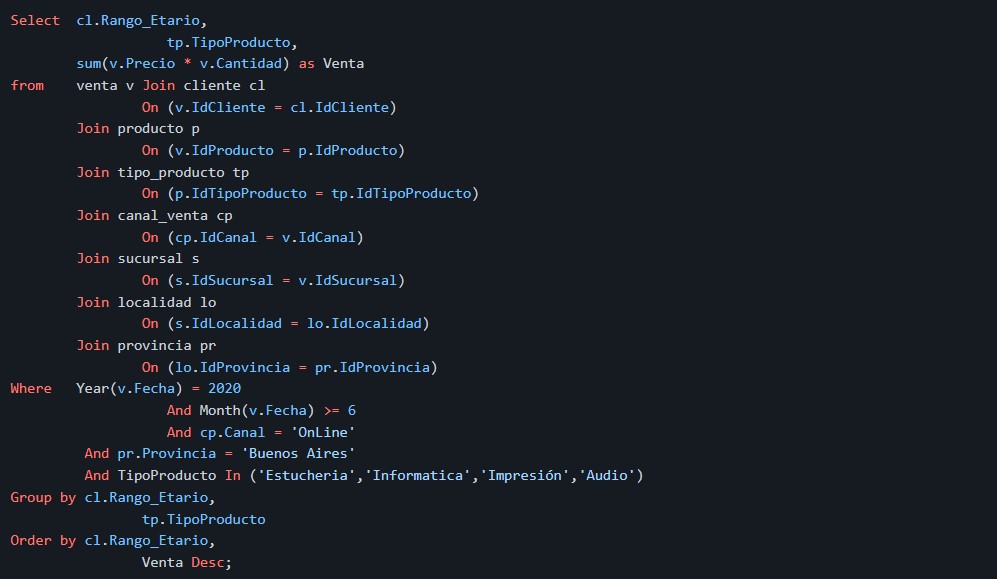 Select  cl.Rango_Etario,
tp.TipoProducto,
sum(v.Precio * v.Cantidad) as Venta
from    venta v Join cliente cl
On (v.IdCliente = cl.IdCliente)
Join producto p
On (v.IdProducto = p.IdProducto)
Join tipo_producto tp
On (p.IdTipoProducto = tp.IdTipoProducto)
Join canal_venta cp
On (cp.IdCanal = v.IdCanal)
Join sucursal s
On (s.IdSucursal = v.IdSucursal)
Join localidad lo
On (s.IdLocalidad = lo.IdLocalidad)
Join provincia pr
On (lo.IdProvincia = pr.IdProvincia)
Where   Year(v.Fecha) = 2020
And Month(v.Fecha) >= 6
And cp.Canal = 'OnLine'
And pr.Provincia = 'Buenos Aires'
And TipoProducto In ('Estucheria','Informatica','Impresión','Audio')
Group by cl.Rango_Etario,
tp.TipoProducto
Order by cl.Rango_Etario,
Venta Desc;